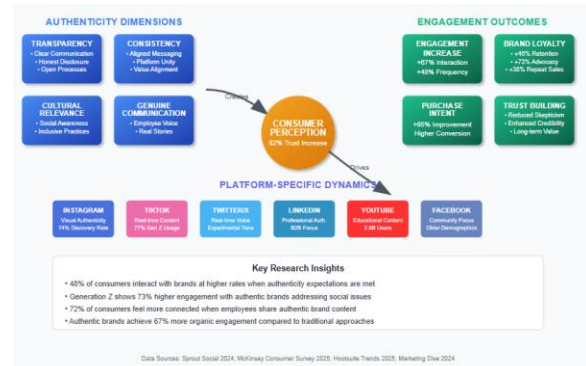 AUTHENTICITY DIMENSIONS
ENGAGEMENT OUTCOMES
TRANSPARENCY
• Clear Communication
• Honest Disclosure
• Open Processes
CONSISTENCY
• Aligned Messaging
• Platform Unity
• Value Alignment
ENGAGEMENT
INCREASE
+67% Interaction
+48% Frequency
BRAND LOYALTY
+45% Retention
+73% Advocacy
+38% Repeat Sales
CULTURAL
RELEVANCE
• Social Awareness
• Inclusive Practices
GENUINE
COMMUNICATION
• Employee Voice
• Real Stories
Creates
CONSUMER
PERCEPTION
82% Trust Increase
PURCHASE
INTENT
+65% Improvement
Higher Conversion
TRUST BUILDING
• Reduced Skepticism
• Enhanced Credibility
• Long-term Value
Drives
PLATFORM-SPECIFIC DYNAMICS
INSTAGRAM
Visual Authenticity
74% Discovery Rate
TIKTOK
Real-time Content
77% Gen Z Usage
TWITTER/X
Real-time Voice
Experimental Tone
LINKEDIN
Professional Auth.
B2B Focus
YOUTUBE
Educational Content
Users
FACEBOOK
Community Focus
Older Demographics
Key Research Insights
• 48% of consumers interact with brands at higher rates when authenticity expectations are met
• Generation Z shows 73% higher engagement with authentic brands addressing social issues
• 72% of consumers feel more connected when employees share authentic brand content
• Authentic brands achieve 67% more organic engagement compared to traditional approaches
Data Sources: Sprout Social 2024, McKinsey Consumer Survey 2025, Hootsuite Trends 2025, Marketing Dive 2024